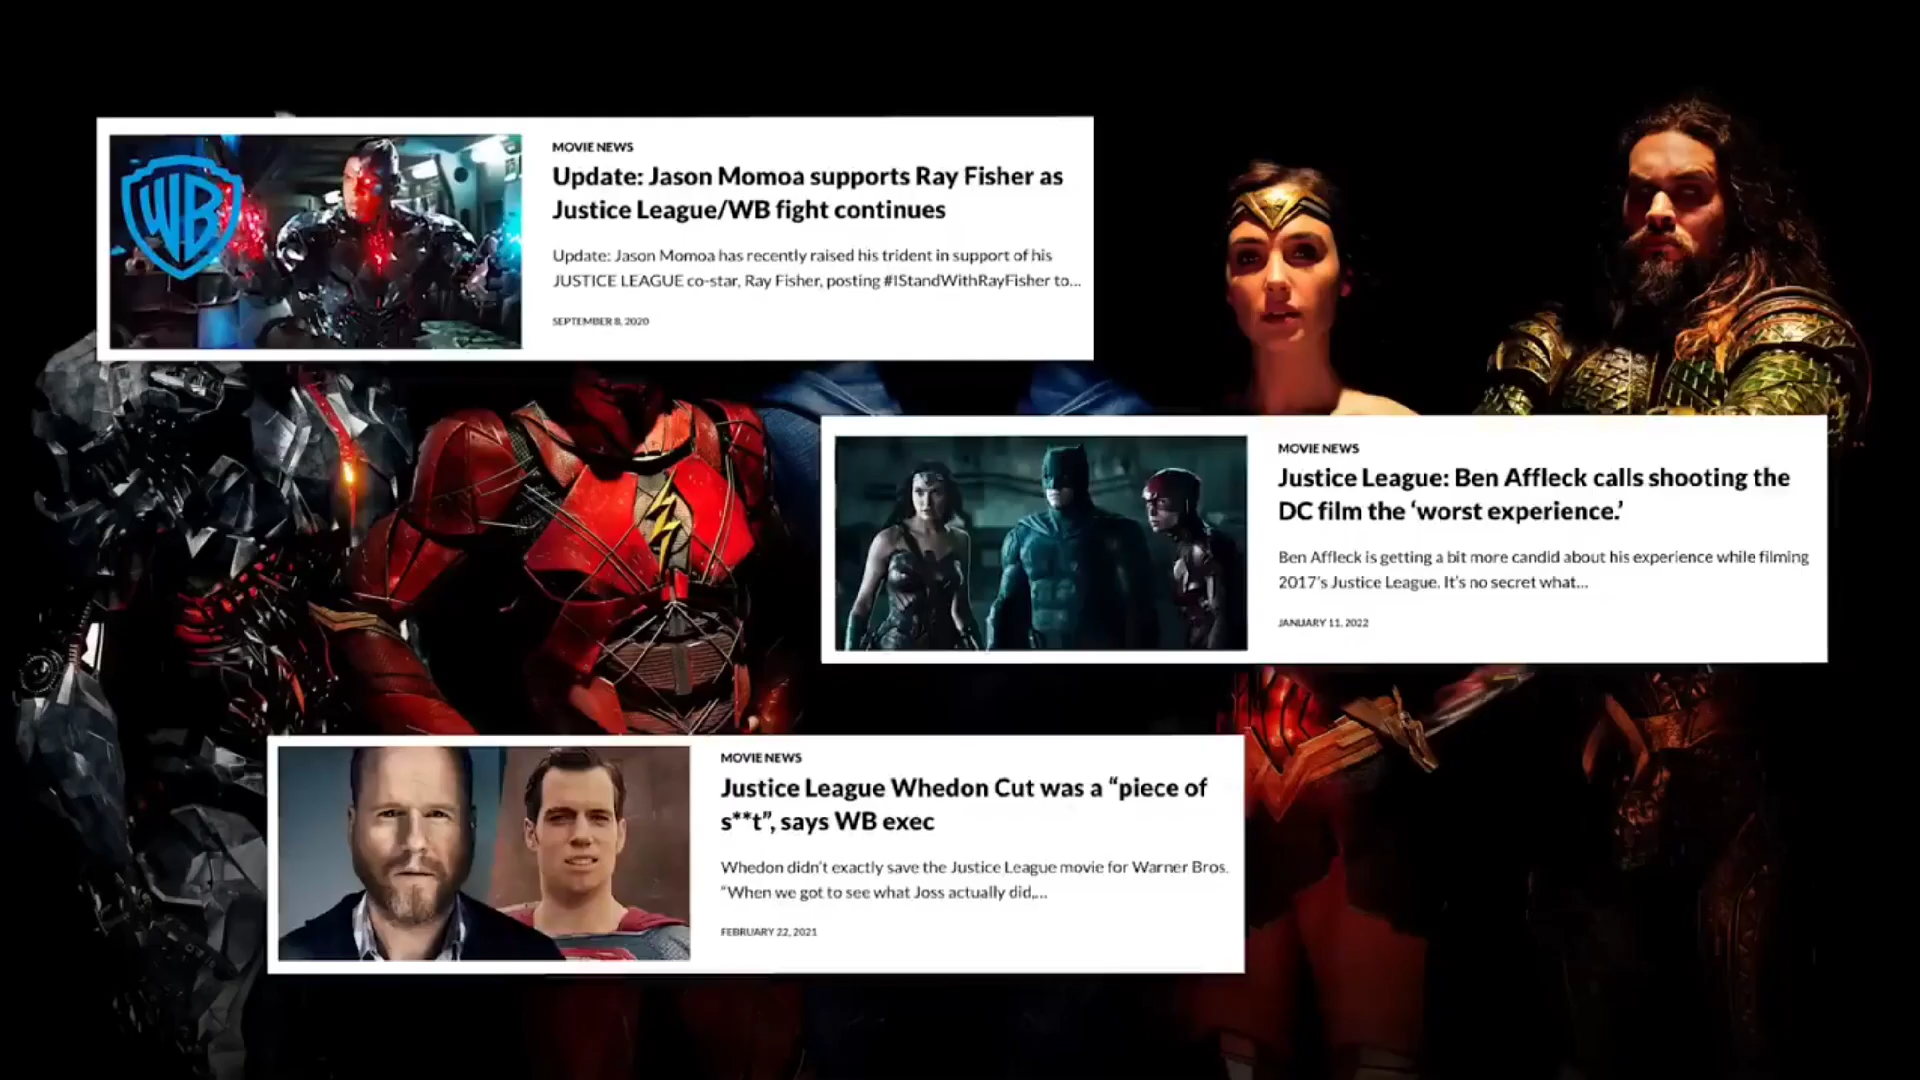 WB
MOVIE NEWS
Update: Jason Momoa supports Ray Fisher as
Justice League/WB fight continues
Update: Jason Momoa has recently raised his trident in support of his
JUSTICE LEAGUE co-star, Ray Fisher, posting #IStandWithRayFisher to...
SEPTEMBER 8, 2020
MOVIE NEWS
Justice League: Ben Affleck calls shooting the
DC film the ‘worst experience.’
Ben Affleck is getting a bit more candid about his experience while filming
2017’s Justice League. It’s no secret what...
JANUARY 11, 2022
MOVIE NEWS
Justice League Whedon Cut was a “piece of
s**t”, says WB exec
Whedon didn’t exactly save the Justice League movie for Warner Bros.
“When we got to see what Joss actually did,...
FEBRUARY 22, 2021